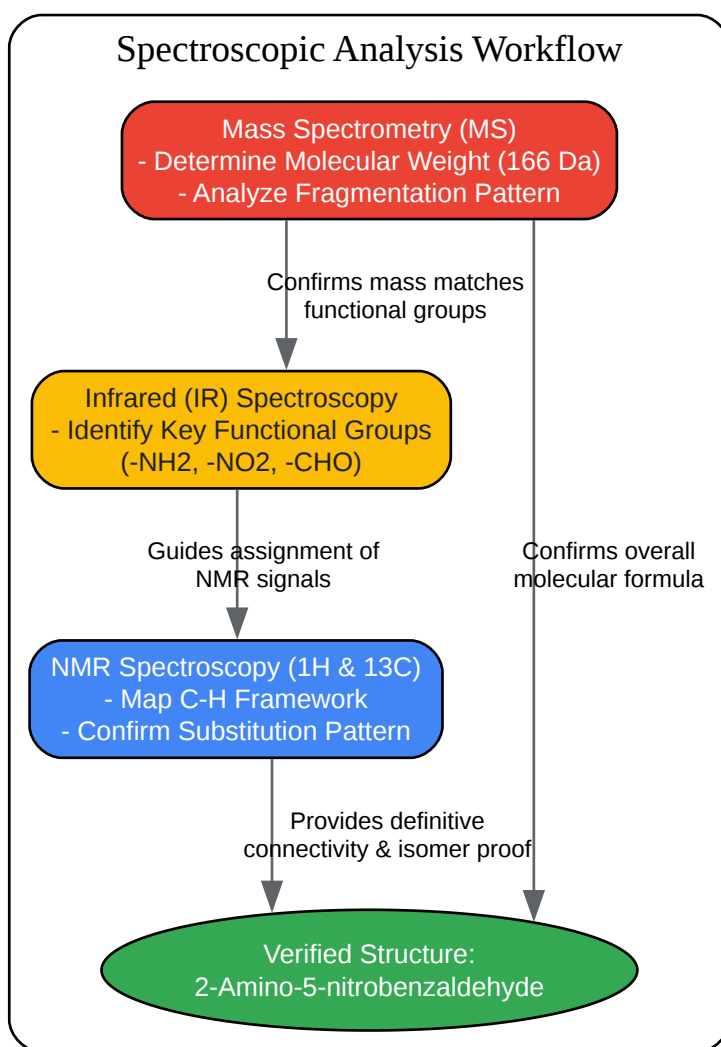 Spectroscopic Analysis Workflow
Mass Spectrometry (MS)
- Determine Molecular Weight (166 Da)
- Analyze Fragmentation Pattern
Confirms mass matches
functional groups
Infrared (IR) Spectroscopy
- Identify Key Functional Groups
(-NH2, -NO2, -CHO)
Guides assignment of
NMR signals
Confirms overall
molecular formula
NMR Spectroscopy (1H & 13C)
- Map C-H Framework
- Confirm Substitution Pattern
Provides definitive
connectivity & isomer proof
Verified Structure:
2-Amino-5-nitrobenzaldehyde